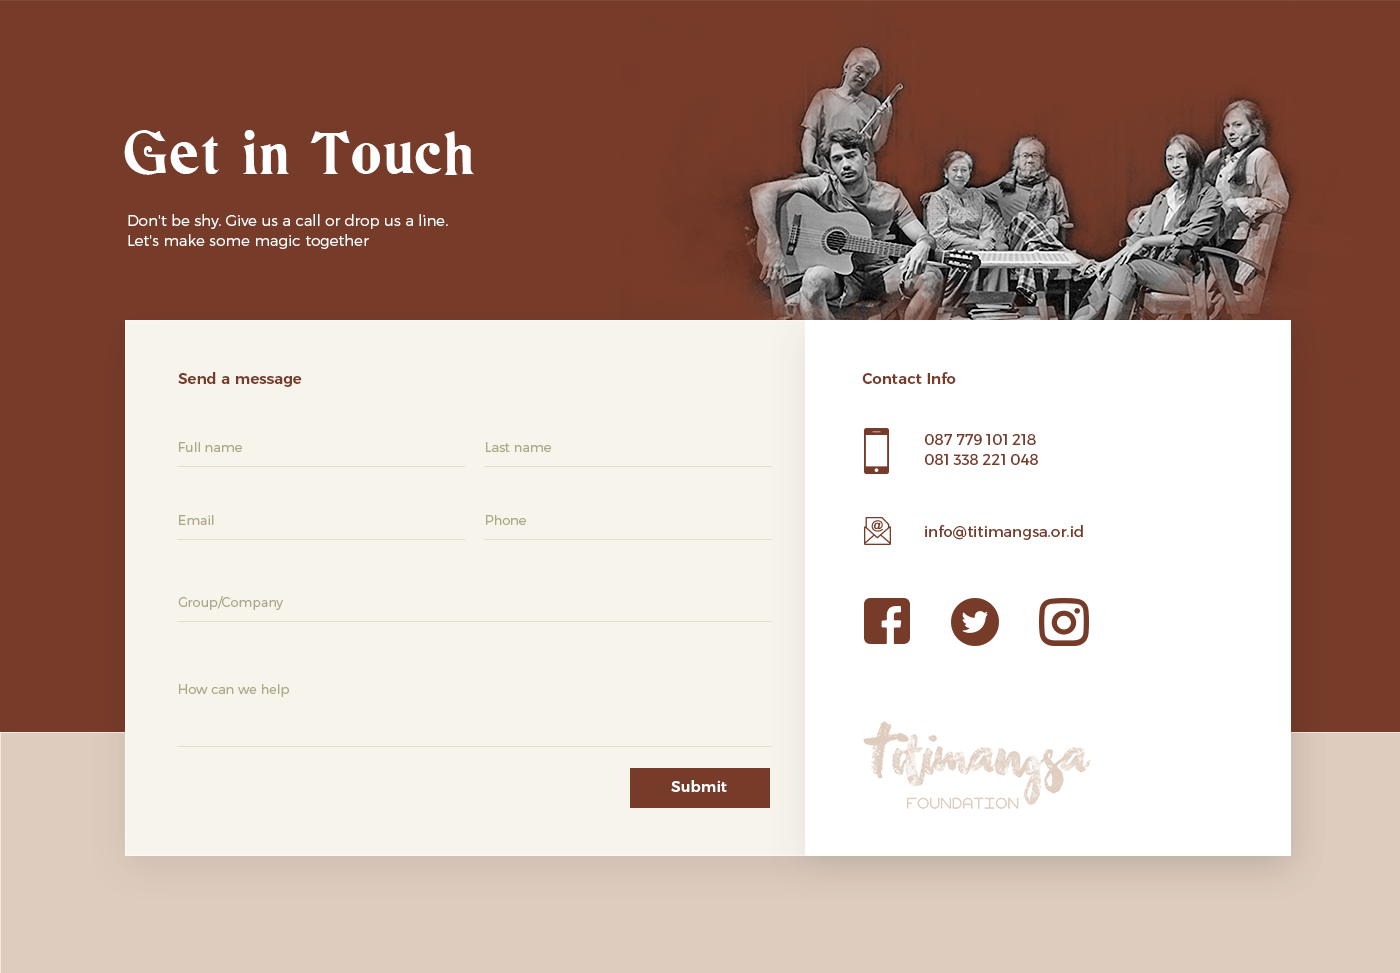 Get in Touch
Don't be shy. Give us a call or drop us a line.
Let's make some magic together
Send a message
Full name
Last name
Email
Phone
Group/Company
How can we help
Submit
Contact Info
087 779 101 218
081 338 221 048
info@titimangsa.or.id
titimangsa
FOUNDATION